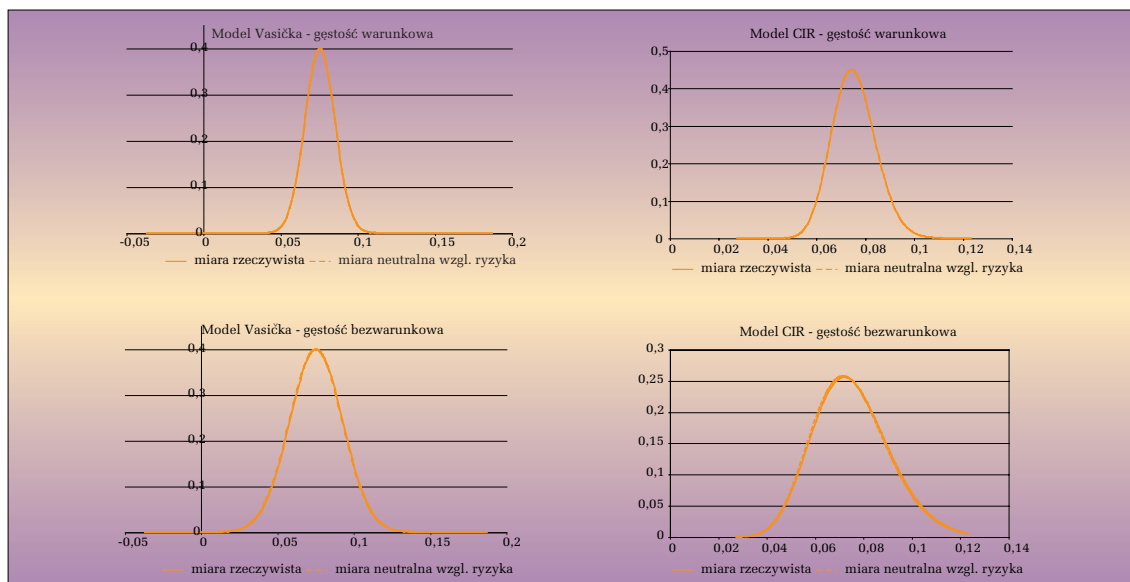 Model Vasička - gęstość warunkowa
0,4
0,3
0,2
0,1
0
-0,05 0 0,05 0,1 0,15 0,2
miara rzeczywista miara neutralna wzgl. ryzyka
Model CIR - gęstość warunkowa
0,5
0,4
0,3
0,2
0,1
0
0 0,02 0,04 0,06 0,08 0,1 0,12 0,14
miara rzeczywista miara neutralna wzgl. ryzyka
Model Vasička - gęstość bezwarunkowa
0,4
0,3
0,2
0,1
0
-0,05 0 0,05 0,1 0,15 0,2
miara rzeczywista miara neutralna wzgl. ryzyka
Model CIR - gęstość bezwarunkowa
0,3
0,25
0,2
0,15
0,1
0,05
0
0 0,02 0,04 0,06 0,08 0,1 0,12 0,14
miara rzeczywista miara neutralna wzgl. ryzyka